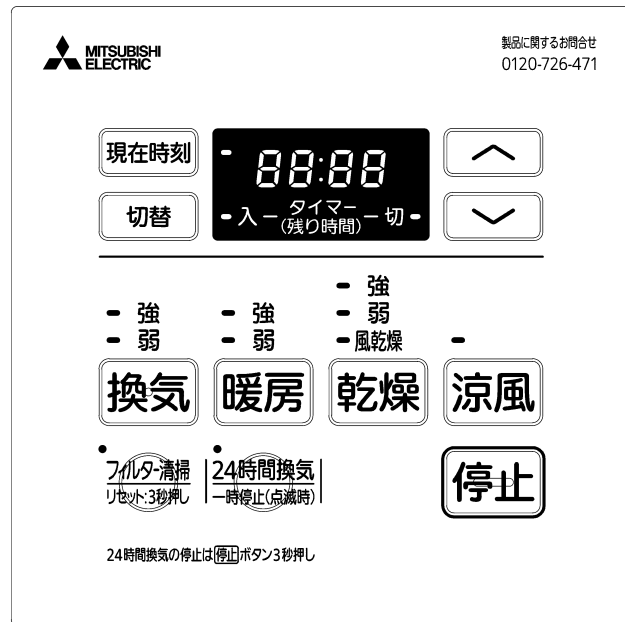 MITSUBISHI
ELECTRIC
製品に関するお問合せ
0120-726-471
現在時刻
88:88
切替
入 タイマー 切
(残り時間)
強
弱
強
弱
強
弱
風乾燥
換気
暖房
乾燥
涼風
フィルター清掃
リセット:3秒押し
24時間換気
一時停止(点滅時)
停止
24時間換気の停止は停止ボタン3秒押し